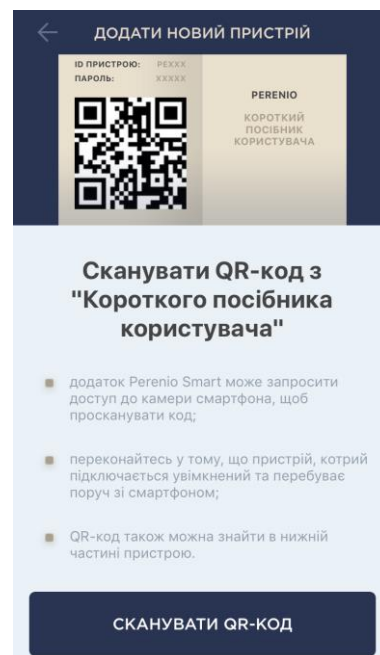 ДОДАТИ НОВИЙ ПРИСТРІЙ
ID ПРИСТРОЮ: PEXXX
ПАРОЛЬ: XXXXX
PERENIO
КОРОТКИЙ
ПОСІБНИК
КОРИСТУВАЧА
Сканувати QR-код з
"Короткого посібника
користувача"
додаток Perenio Smart може запросити
доступ до камери смартфона, щоб
просканувати код;
переконайтесь у тому, що пристрій, котрий
підключається увімкнений та перебуває
поруч зі смартфоном;
QR-код також можна знайти в нижній
частині пристрою.
СКАНУВАТИ QR-КОД